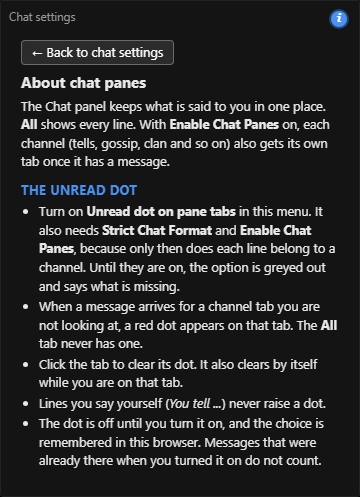 Chat settings
i
← Back to chat settings
About chat panes
The Chat panel keeps what is said to you in one place.
All shows every line. With Enable Chat Panes on, each
channel (tells, gossip, clan and so on) also gets its own
tab once it has a message.
THE UNREAD DOT
• Turn on Unread dot on pane tabs in this menu. It
also needs Strict Chat Format and Enable Chat
Panes, because only then does each line belong to a
channel. Until they are on, the option is greyed out
and says what is missing.
• When a message arrives for a channel tab you are
not looking at, a red dot appears on that tab. The All
tab never has one.
• Click the tab to clear its dot. It also clears by itself
while you are on that tab.
• Lines you say yourself (You tell ...) never raise a dot.
• The dot is off until you turn it on, and the choice is
remembered in this browser. Messages that were
already there when you turned it on do not count.